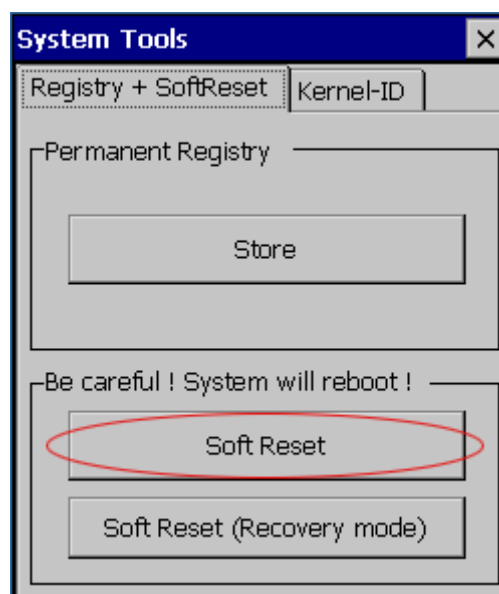 System Tools
Registry + SoftReset
Kernel-ID
Permanent Registry
Store
Be careful ! System will reboot !
Soft Reset
Soft Reset (Recovery mode)